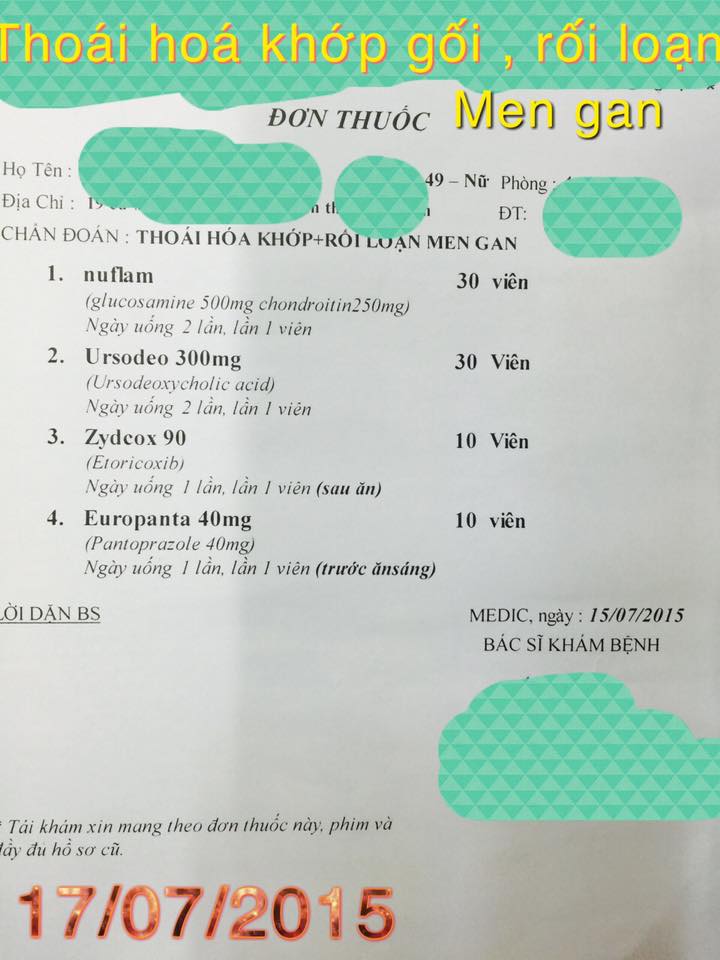 Thoái hoá khớp gối , rối loạn
Men gan
ĐƠN THUỐC
Họ Tên :
49 – Nữ Phòng :
Địa Chỉ : 19
ĐT:
CHẨN ĐOÁN : THOÁI HÓA KHỚP+RỐI LOẠN MEN GAN
1. nuflam 30 viên
(glucosamine 500mg chondroitin250mg)
Ngày uống 2 lần, lần 1 viên
2. Ursodeo 300mg 30 Viên
(Ursodeoxycholic acid)
Ngày uống 2 lần, lần 1 viên
3. Zydcox 90 10 Viên
(Etoricoxib)
Ngày uống 1 lần, lần 1 viên (sau ăn)
4. Europanta 40mg 10 viên
(Pantoprazole 40mg)
Ngày uống 1 lần, lần 1 viên (trước ănsáng)
LỜI DẶN BS
MEDIC, ngày : 15/07/2015
BÁC SĨ KHÁM BỆNH
* Tái khám xin mang theo đơn thuốc này, phim và
đầy đủ hồ sơ cũ.
17/07/2015